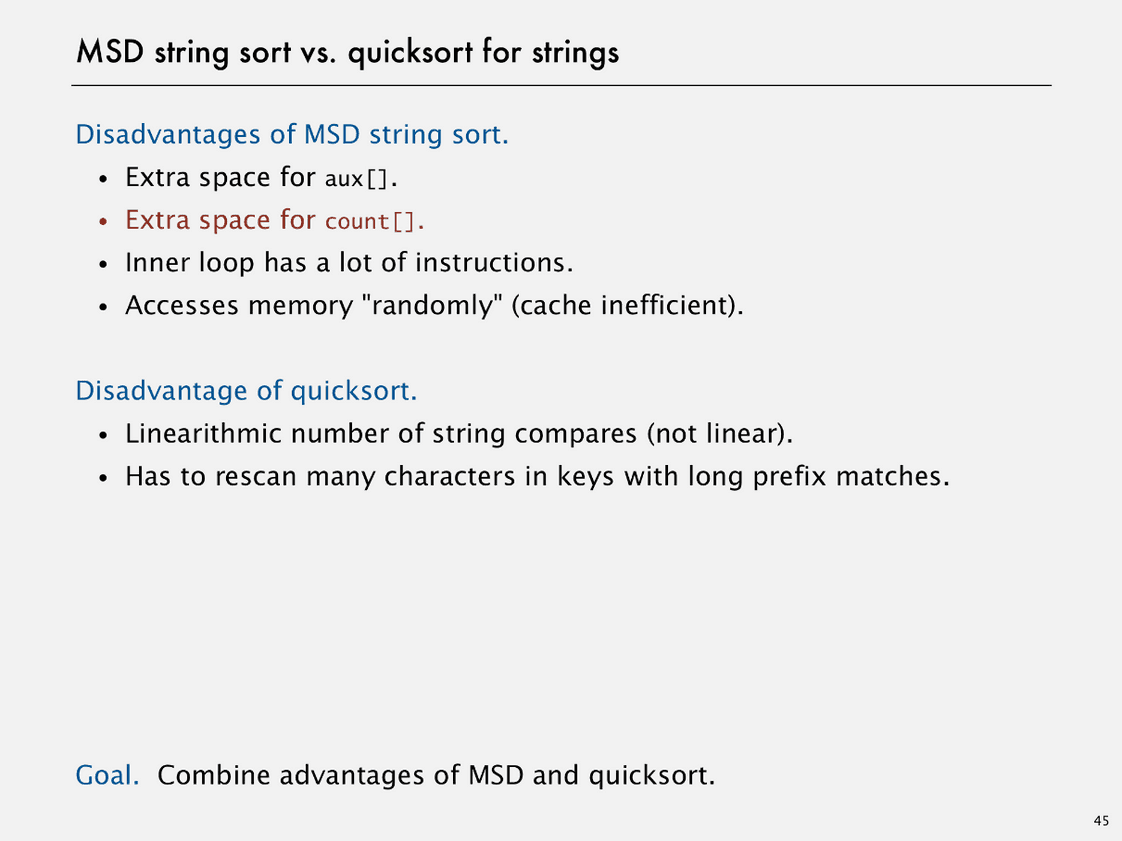 MSD string sort vs. quicksort for strings
Disadvantages of MSD string sort.
• Extra space for aux[].
• Extra space for count[].
• Inner loop has a lot of instructions.
• Accesses memory "randomly" (cache inefficient).
Disadvantage of quicksort.
• Linearithmic number of string compares (not linear).
• Has to rescan many characters in keys with long prefix matches.
Goal. Combine advantages of MSD and quicksort.
45